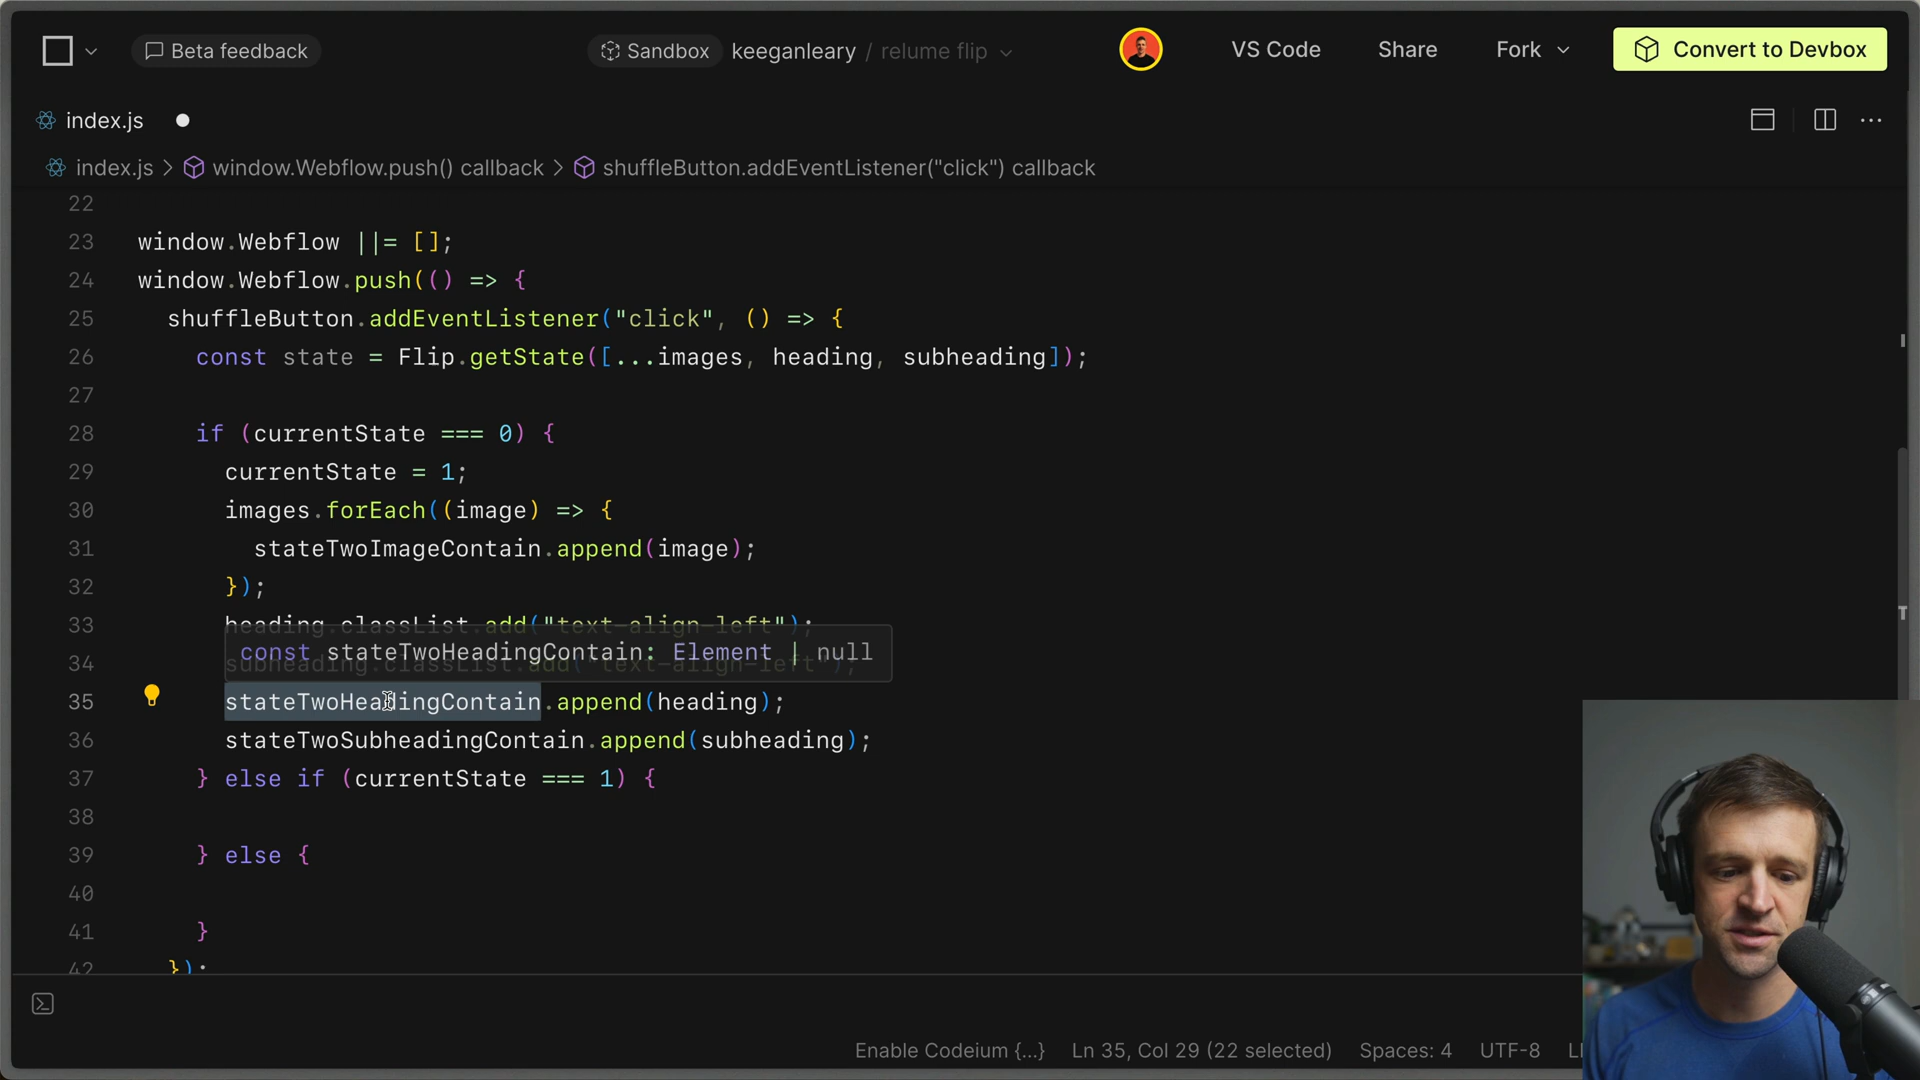 Beta feedback
Sandbox keeganleary / relume flip
VS Code
Share
Fork
Convert to Devbox
index.js
index.js > window.Webflow.push() callback > shuffleButton.addEventListener("click") callback
22
23 window.Webflow ||= [];
24 window.Webflow.push(() => {
25 shuffleButton.addEventListener("click", () => {
26 const state = Flip.getState([...images, heading, subheading]);
27
28 if (currentState === 0) {
29 currentState = 1;
30 images.forEach((image) => {
31 stateTwoImageContain.append(image);
32 });
33 heading.classList.add("text-align-left");
const stateTwoHeadingContain: Element | null
34 subheading.classList.add("text-align-left");
35 stateTwoHeadingContain.append(heading);
36 stateTwoSubheadingContain.append(subheading);
37 } else if (currentState === 1) {
38
39 } else {
40
41 }
42 });
Enable Codeium {...}
Ln 35, Col 29 (22 selected)
Spaces: 4
UTF-8